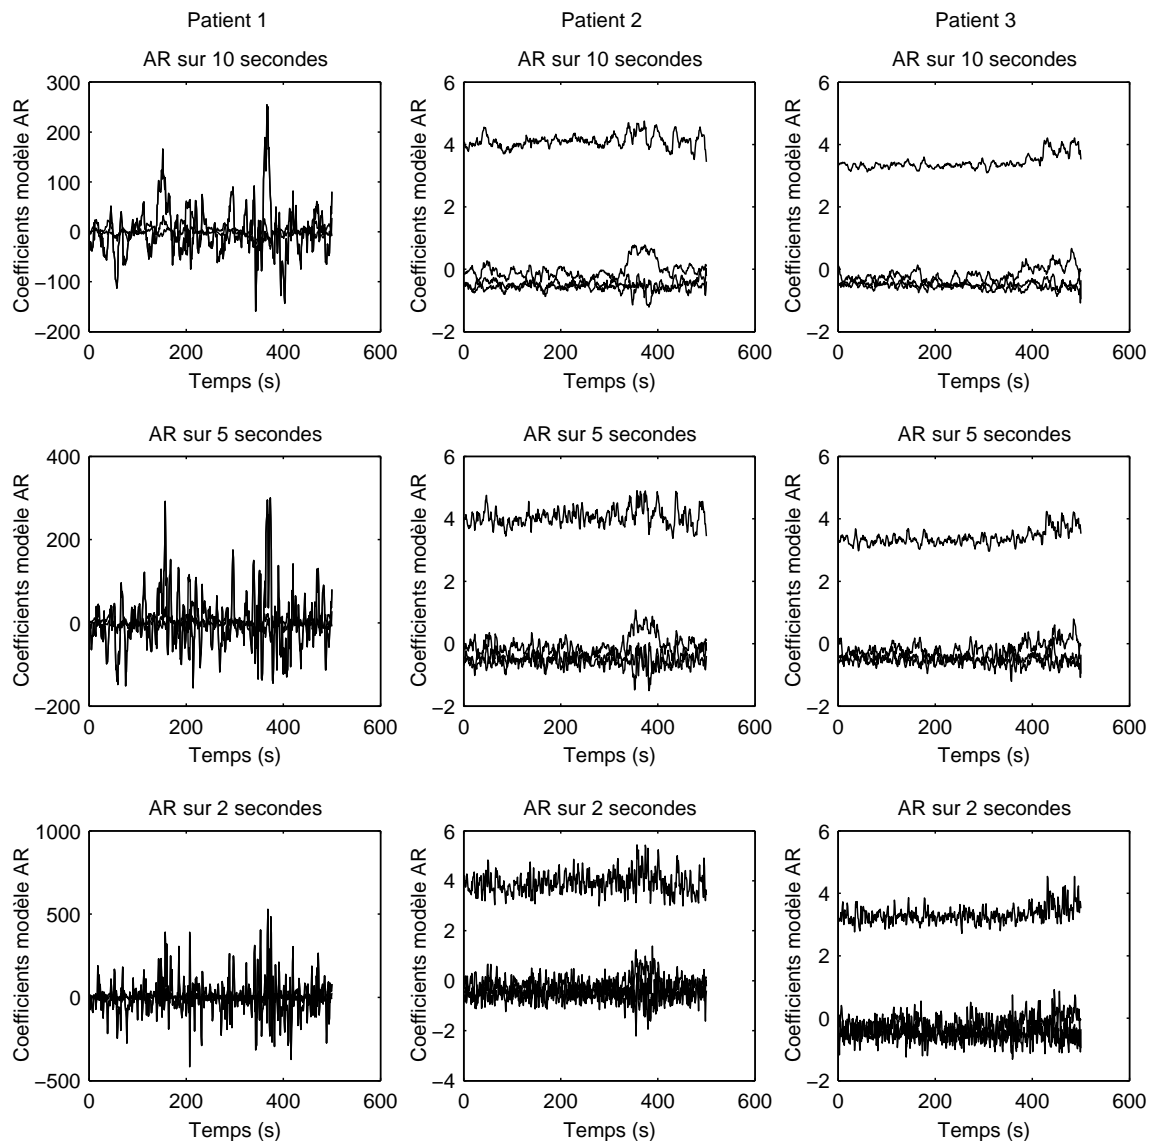 Patient 1
Patient 2
Patient 3
AR sur 10 secondes
AR sur 10 secondes
AR sur 10 secondes
Coefficients modèle AR
300
200
100
0
−100
−200
0
200
400
600
Temps (s)
Coefficients modèle AR
6
4
2
0
−2
0
200
400
600
Temps (s)
Coefficients modèle AR
6
4
2
0
−2
0
200
400
600
Temps (s)
AR sur 5 secondes
AR sur 5 secondes
AR sur 5 secondes
Coefficients modèle AR
400
200
0
−200
0
200
400
600
Temps (s)
Coefficients modèle AR
6
4
2
0
−2
0
200
400
600
Temps (s)
Coefficients modèle AR
6
4
2
0
−2
0
200
400
600
Temps (s)
AR sur 2 secondes
AR sur 2 secondes
AR sur 2 secondes
Coefficients modèle AR
1000
500
0
−500
0
200
400
600
Temps (s)
Coefficients modèle AR
6
4
2
0
−2
−4
0
200
400
600
Temps (s)
Coefficients modèle AR
6
4
2
0
−2
0
200
400
600
Temps (s)